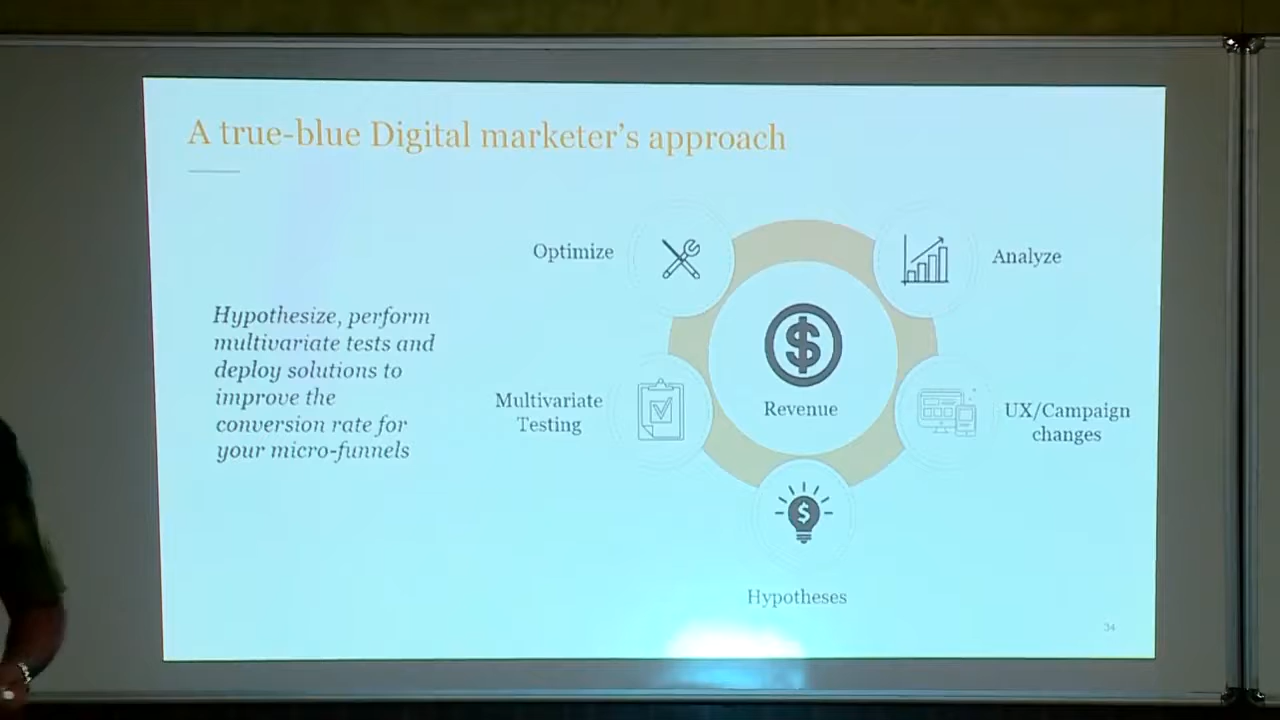 A true-blue Digital marketer's approach
Hypothesize, perform
multivariate tests and
deploy solutions to
improve the
conversion rate for
your micro-funnels
Optimize
Analyze
Multivariate
Testing
Revenue
UX/Campaign
changes
Hypotheses
34